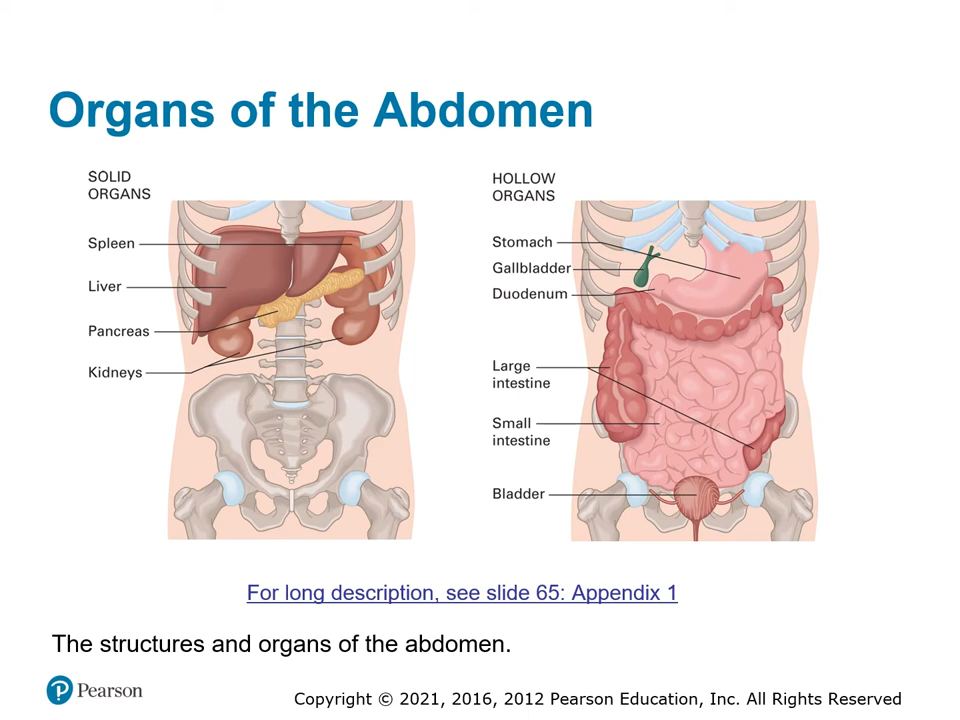 Organs of the Abdomen
SOLID
ORGANS
Spleen
Liver
Pancreas
Kidneys
HOLLOW
ORGANS
Stomach
Gallbladder
Duodenum
Large
intestine
Small
intestine
Bladder
For long description, see slide 65: Appendix 1
The structures and organs of the abdomen.
Pearson
Copyright © 2021, 2016, 2012 Pearson Education, Inc. All Rights Reserved